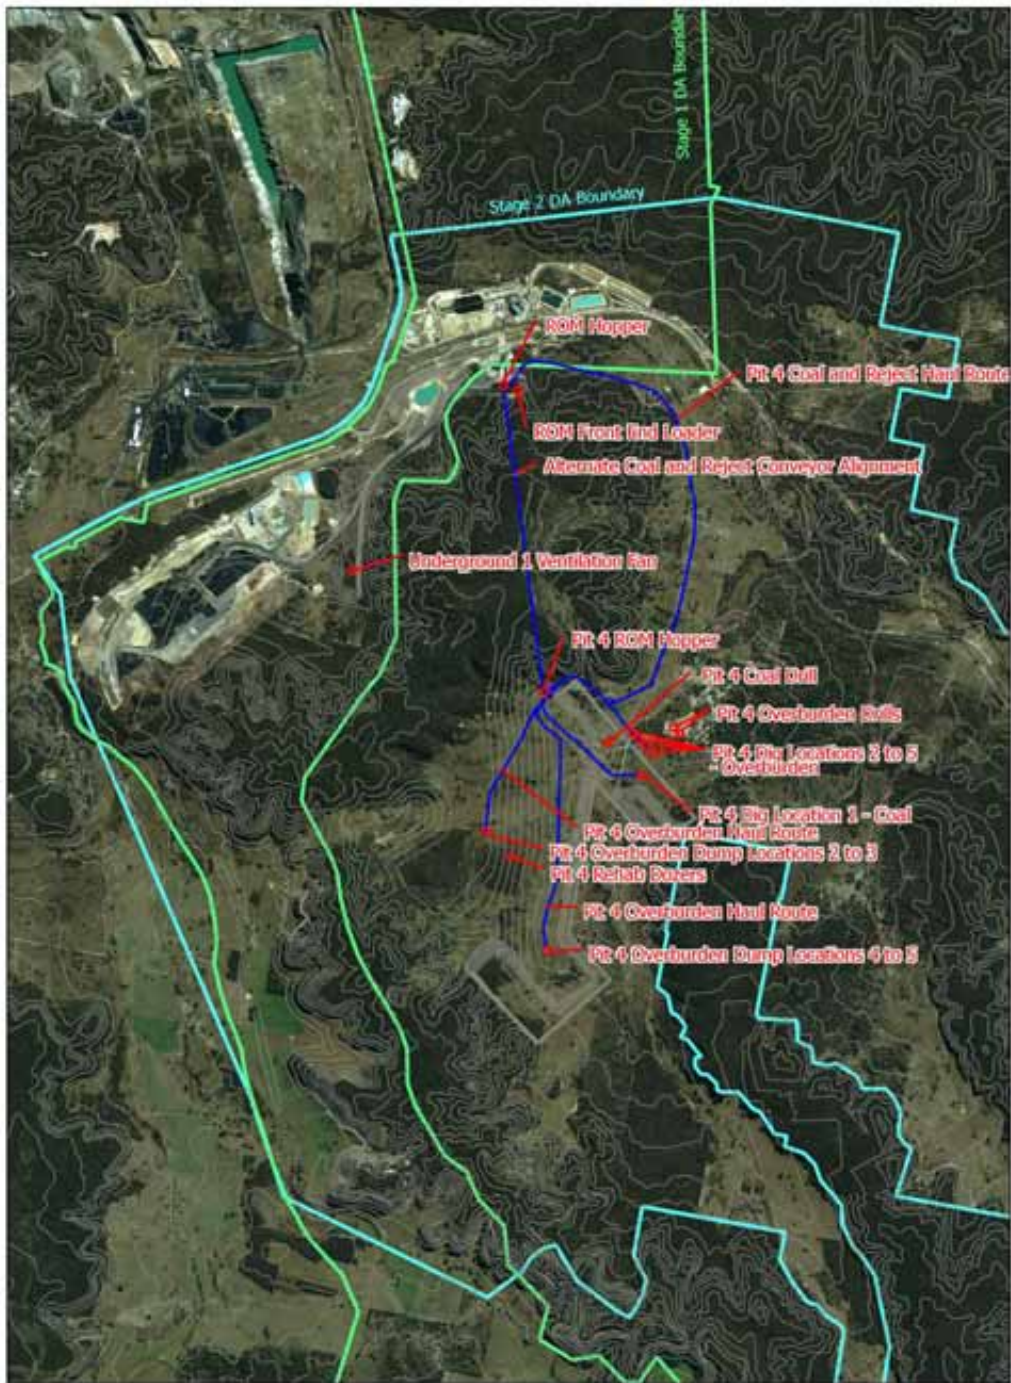 Stage 1 DA Boundary
Stage 2 DA Boundary
ROM Hopper
Pit 4 Coal and Reject Haul Route
ROM Front End Loader
Alternate Coal and Reject Conveyor Alignment
Underground 1 Ventilation Fan
Pit 4 ROM Hopper
Pit 4 Coal Drill
Pit 4 Overburden Drills
Pit 4 Dig Locations 2 to 5
- Overburden
Pit 4 Dig Location 1 - Coal
Pit 4 Overburden Haul Route
Pit 4 Overburden Dump Locations 2 to 3
Pit 4 Rehab Dozers
Pit 4 Overburden Haul Route
Pit 4 Overburden Dump Locations 4 to 5